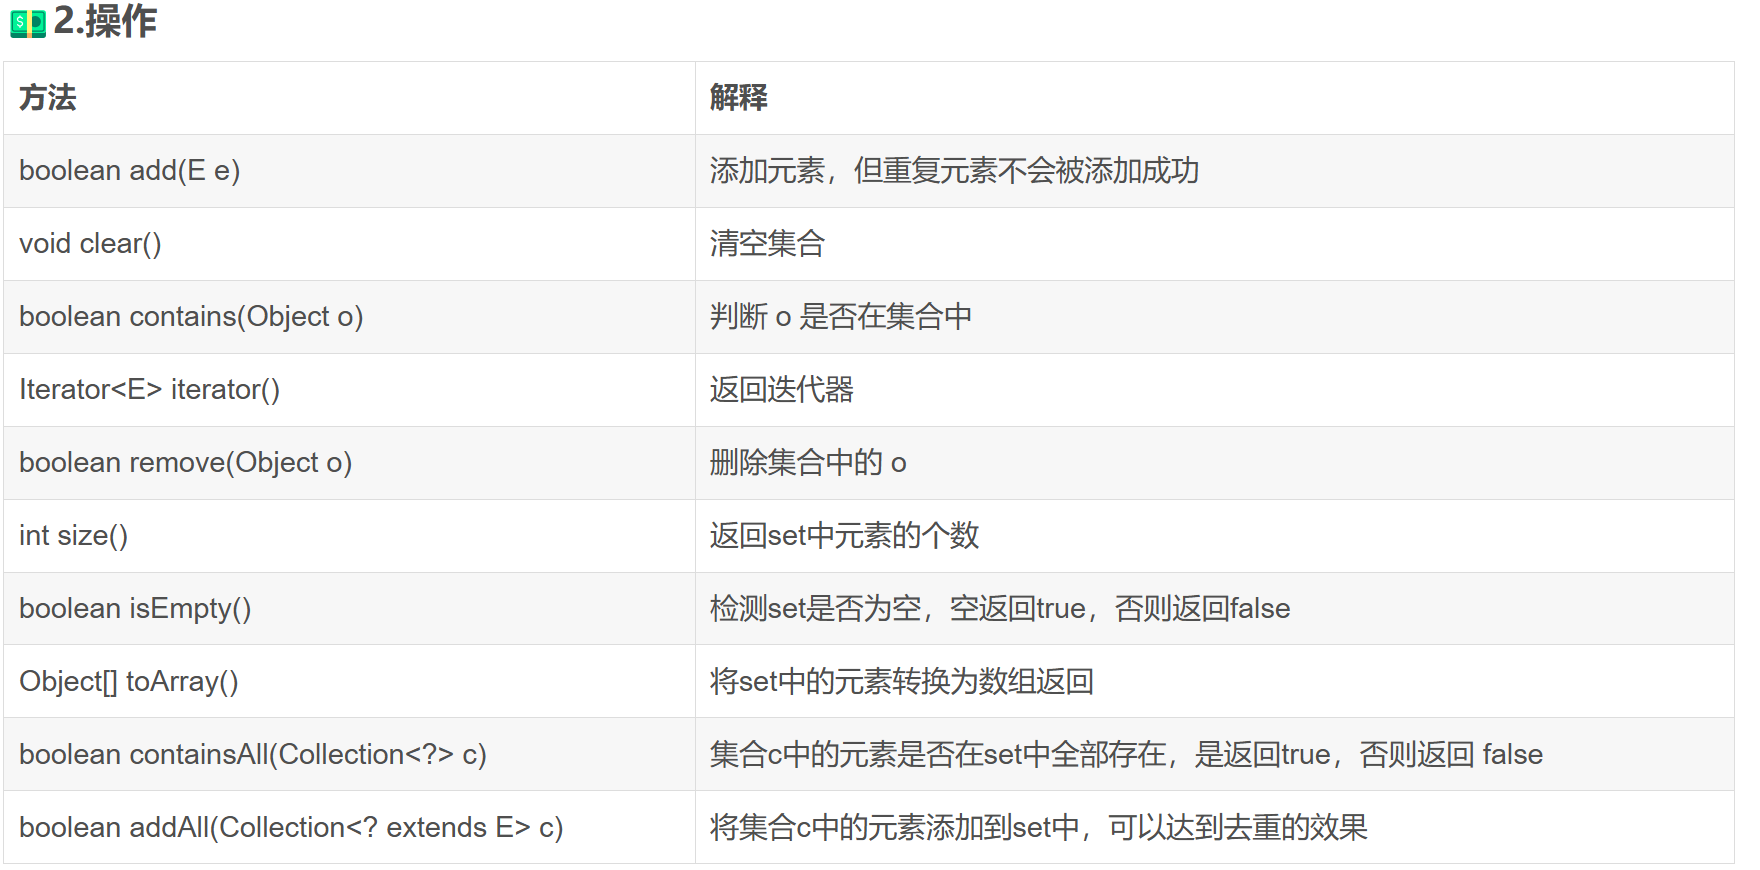 2.操作
方法 解释
boolean add(E e) 添加元素，但重复元素不会被添加成功
void clear() 清空集合
boolean contains(Object o) 判断 o 是否在集合中
Iterator<E> iterator() 返回迭代器
boolean remove(Object o) 删除集合中的 o
int size() 返回set中元素的个数
boolean isEmpty() 检测set是否为空，空返回true，否则返回false
Object[] toArray() 将set中的元素转换为数组返回
boolean containsAll(Collection<?> c) 集合c中的元素是否在set中全部存在，是返回true，否则返回 false
boolean addAll(Collection<? extends E> c) 将集合c中的元素添加到set中，可以达到去重的效果